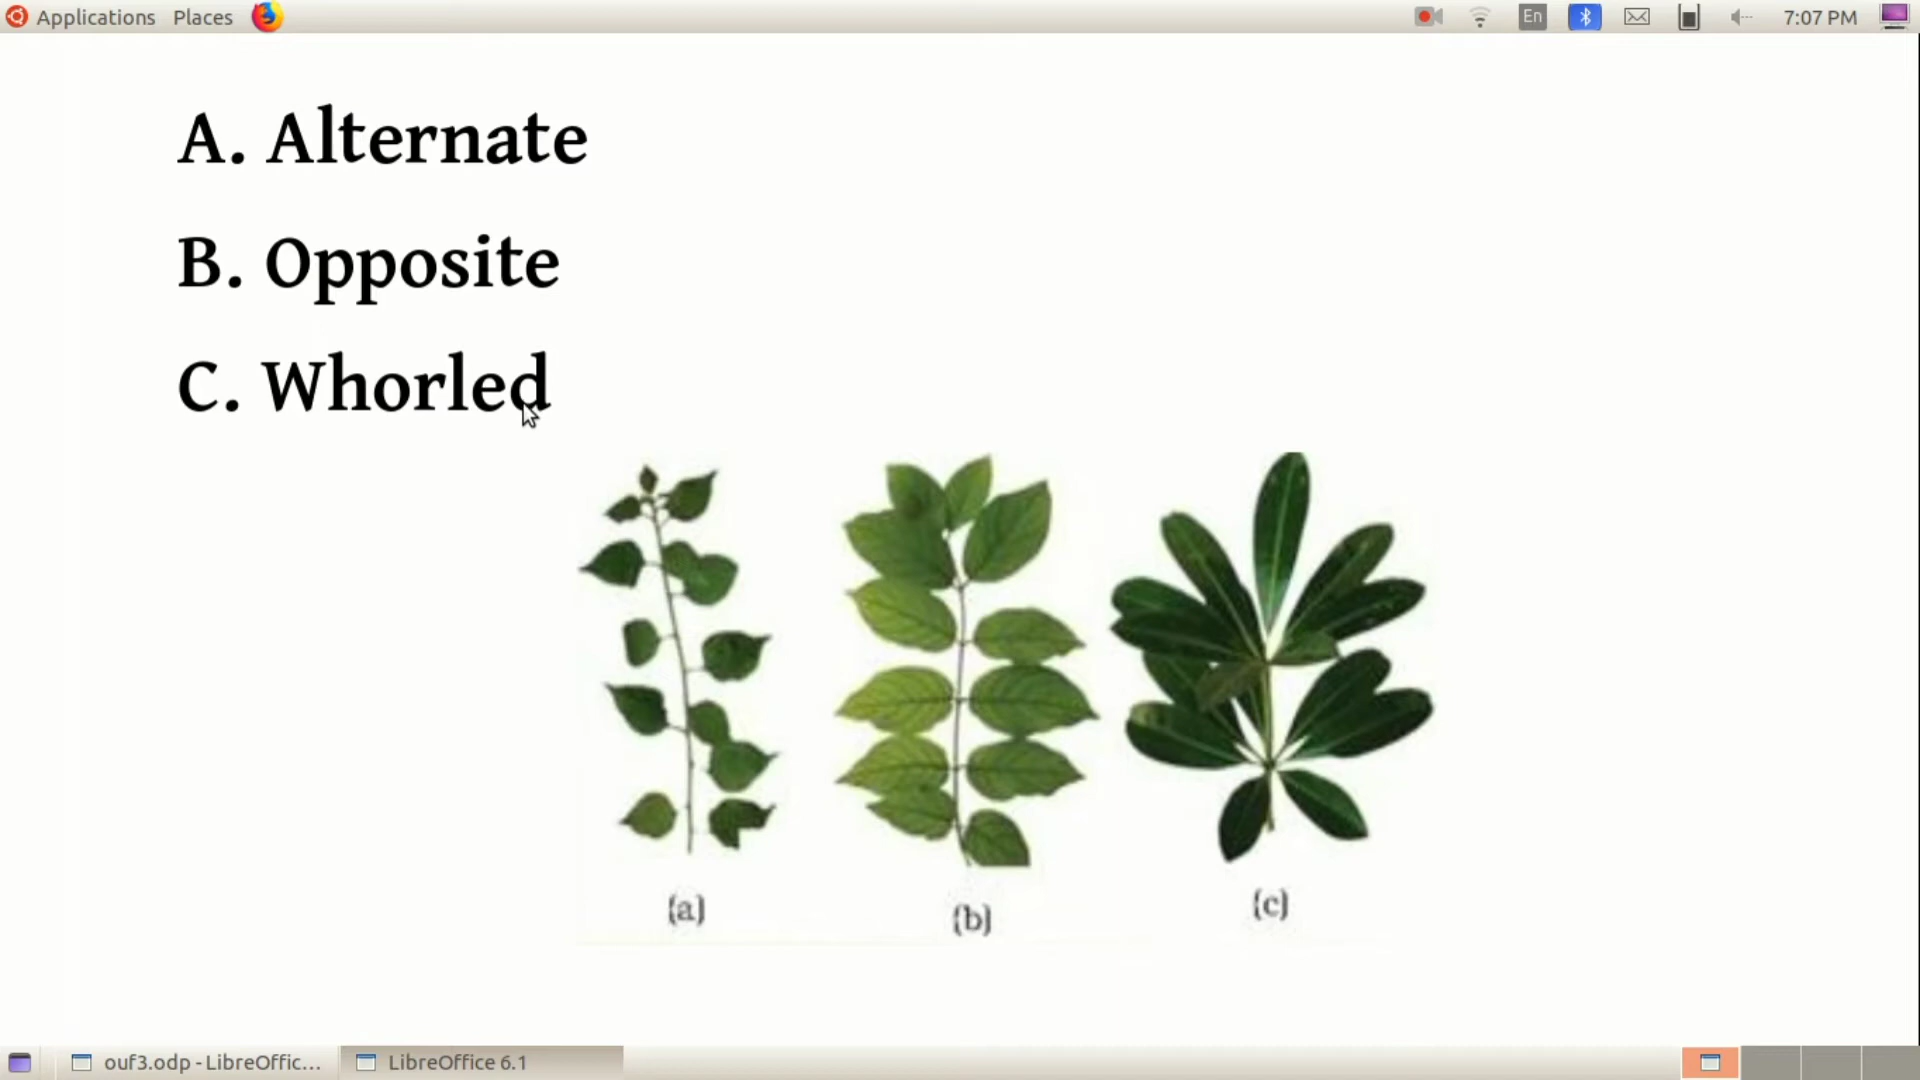 Applications Places En 7:07 PM
A. Alternate
B. Opposite
C. Whorled
(a) (b) (c)
ouf3.odp - LibreOffic... LibreOffice 6.1